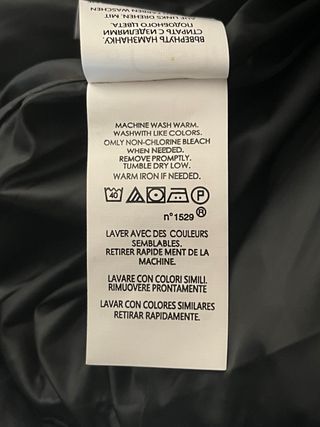 AUF LINKS DREHEN, MIT
ВЫВЕРНУТЬ НАИЗНАНКУ.
СТИРАТЬ С ИЗДЕЛИЯМИ
ПОДОБНОГО ЦВЕТА.
MACHINE WASH WARM.
WASHWITH LIKE COLORS.
OMLY NON-CHLORINE BLEACH
WHEN NEEDED.
REMOVE PROMPTLY.
TUMBLE DRY LOW.
WARM IRON IF NEEDED.
40 P
n°1529 ®
LAVER AVEC DES COULEURS
SEMBLABLES.
RETIRER RAPIDE MENT DE LA
MACHINE.
LAVARE CON COLORI SIMILI.
RIMUOVERE PRONTAMENTE
LAVAR CON COLORES SIMILARES
RETIRAR RAPIDAMENTE.